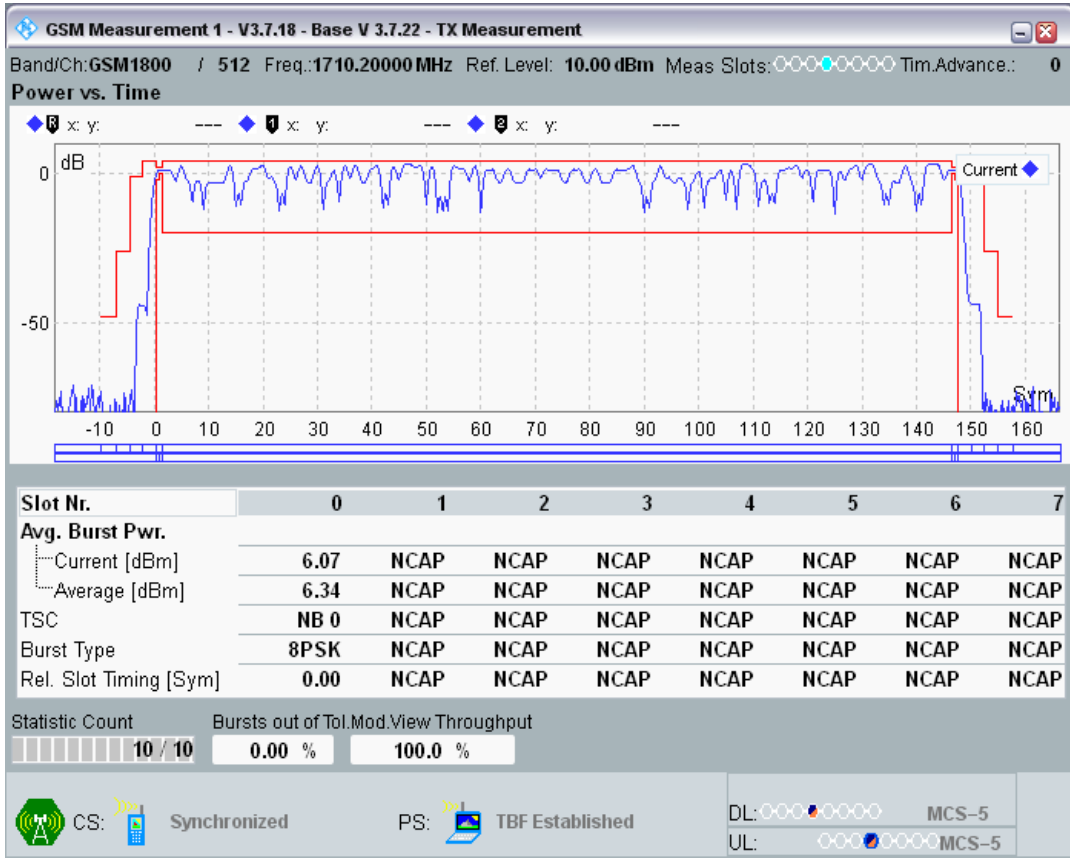 GSM Measurement 1 - V3.7.18 - Base V 3.7.22 - TX Measurement
Band/Ch:GSM1800 / 512 Freq.:1710.20000 MHz Ref. Level: 10.00 dBm Meas Slots: Tim.Advance.: 0
Power vs. Time
R x: y: --- 1 x: y: --- 2 x: y: ---
dB
Current
0
-50
Sym
-10 0 10 20 30 40 50 60 70 80 90 100 110 120 130 140 150 160
Slot Nr. 0 1 2 3 4 5 6 7
Avg. Burst Pwr.
Current [dBm] 6.07 NCAP NCAP NCAP NCAP NCAP NCAP NCAP
Average [dBm] 6.34 NCAP NCAP NCAP NCAP NCAP NCAP NCAP
TSC NB 0 NCAP NCAP NCAP NCAP NCAP NCAP NCAP
Burst Type 8PSK NCAP NCAP NCAP NCAP NCAP NCAP NCAP
Rel. Slot Timing [Sym] 0.00 NCAP NCAP NCAP NCAP NCAP NCAP NCAP
Statistic Count Bursts out of Tol.Mod.View Throughput
10 / 10 0.00 % 100.0 %
CS: Synchronized PS: TBF Established
DL: MCS-5
UL: MCS-5